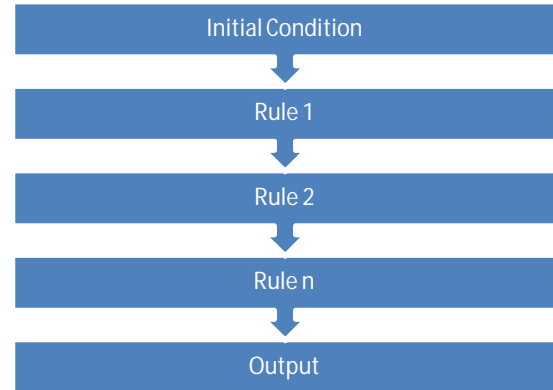 Initial Condition
Rule 1
Rule 2
Rule n
Output